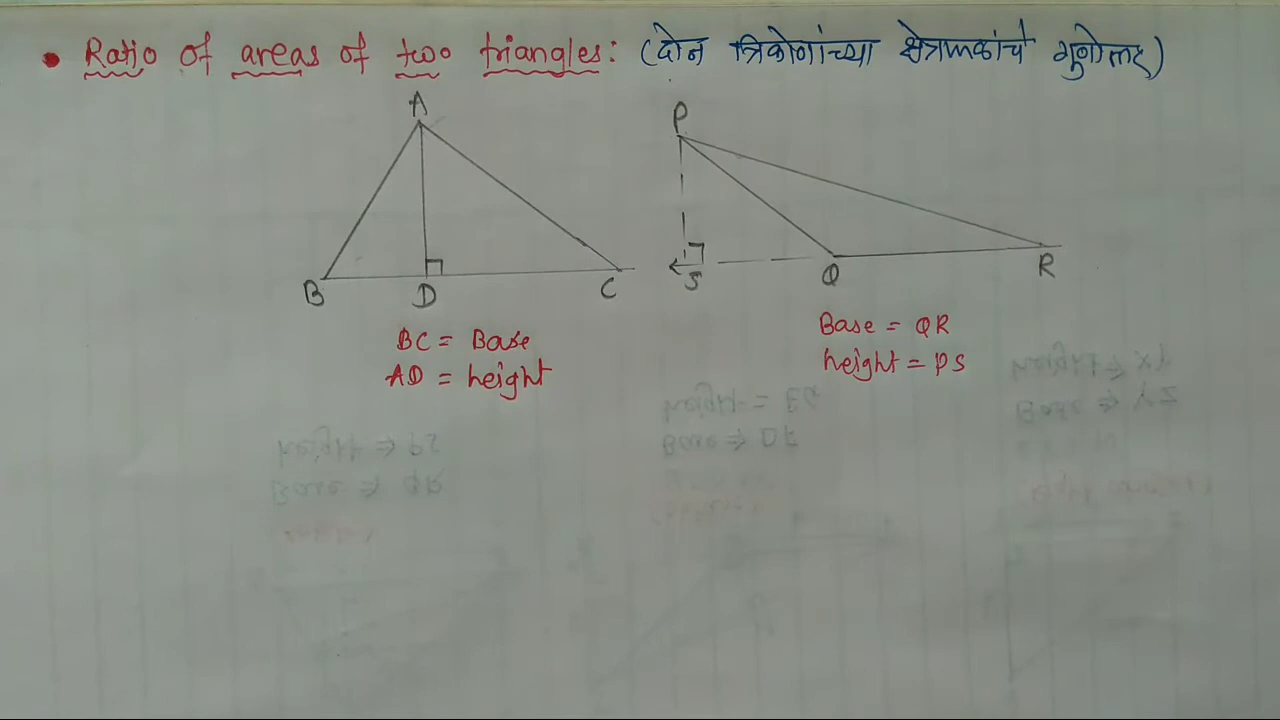 • Ratio of areas of two triangles: (दोन त्रिकोणांच्या क्षेत्रफळांचे गुणोत्तर)
A
P
B D C
S Q R
BC = Base
AD = height
Base = QR
height = PS